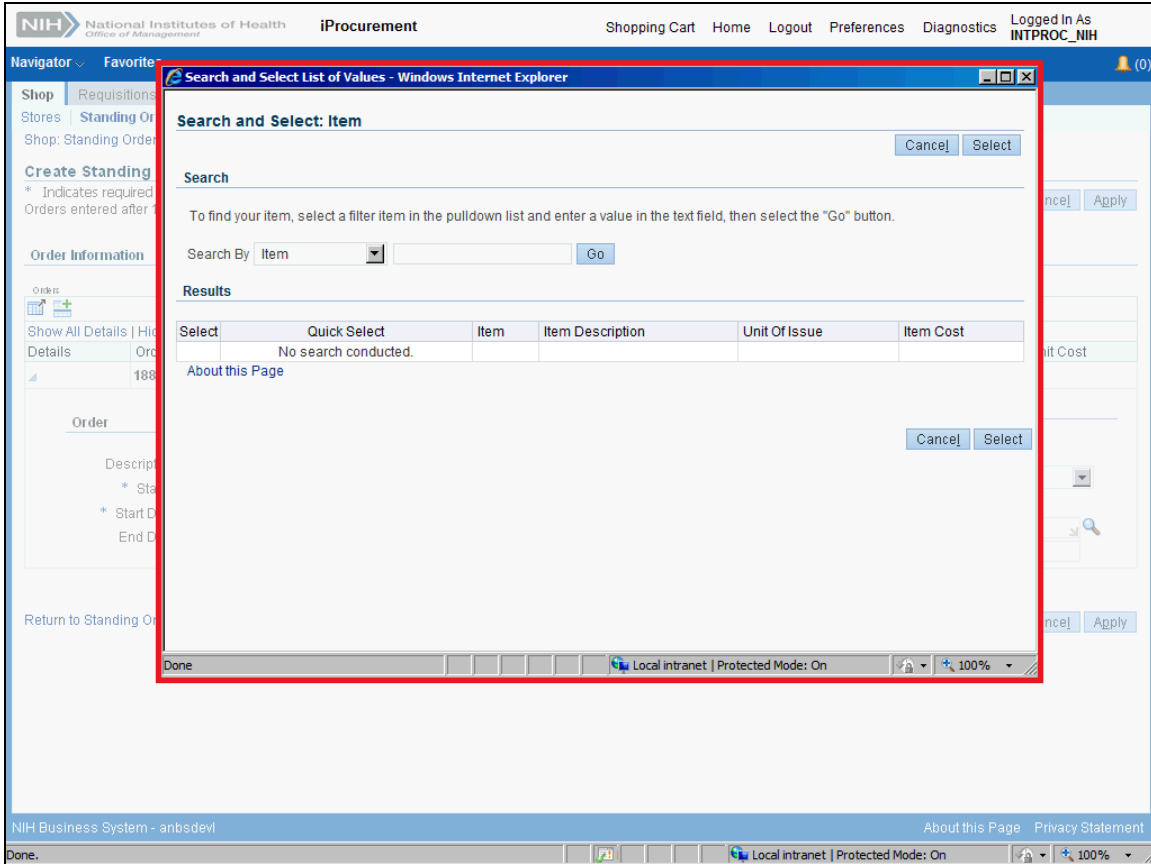 NIH National Institutes of Health iProcurement Shopping Cart Home Logout Preferences Diagnostics Logged In As
Office of Management INTPROC_NIH
Navigator Favorites (0)
Search and Select List of Values - Windows Internet Explorer
Shop Requisitions
Stores Standing Or
Shop: Standing Order
Create Standing
* Indicates required
Orders entered after
ncel Apply
Order Information
Orders
Show All Details | Hid
Details Ord nit Cost
188
Order
Descript
* Sta
* Start D
End D
Return to Standing Or ncel Apply
Search and Select: Item
Cancel Select
Search
To find your item, select a filter item in the pulldown list and enter a value in the text field, then select the "Go" button.
Search By Item Go
Results
Select Quick Select Item Item Description Unit Of Issue Item Cost
No search conducted.
About this Page
Cancel Select
Done Local intranet | Protected Mode: On 100%
NIH Business System - anbsdevl About this Page Privacy Statement
Done. Local intranet | Protected Mode: On 100%